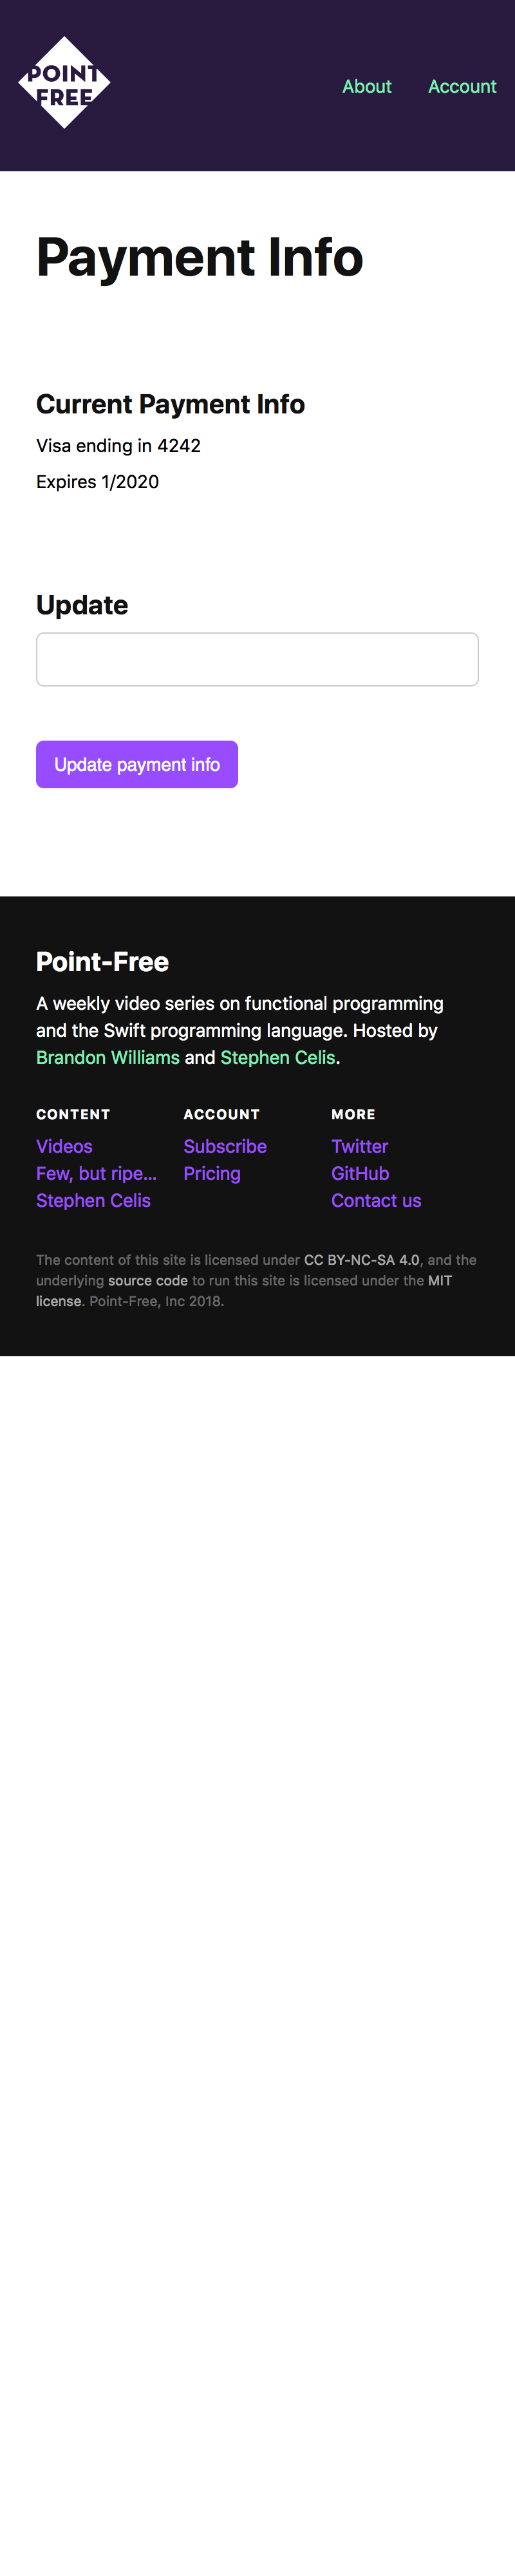 POINT
FREE
About Account
Payment Info
Current Payment Info
Visa ending in 4242
Expires 1/2020
Update
Update payment info
Point-Free
A weekly video series on functional programming
and the Swift programming language. Hosted by
Brandon Williams and Stephen Celis.
CONTENT
Videos
Few, but ripe...
Stephen Celis
ACCOUNT
Subscribe
Pricing
MORE
Twitter
GitHub
Contact us
The content of this site is licensed under CC BY-NC-SA 4.0, and the
underlying source code to run this site is licensed under the MIT
license. Point-Free, Inc 2018.